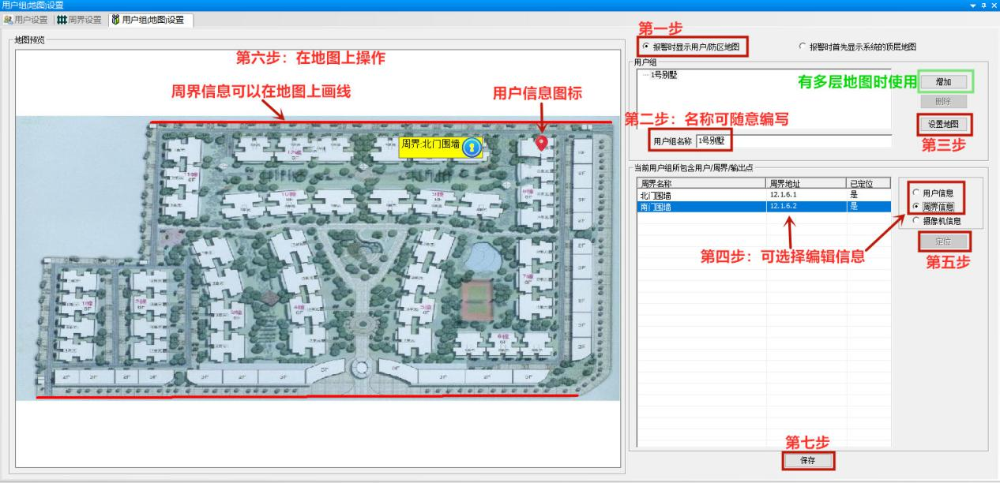 用户组(地图)设置
用户设置
周界设置
用户组(地图)设置
地图预览
第六步：在地图上操作
周界信息可以在地图上画线
用户信息图标
周界:北门围墙
第一步
报警时显示用户/防区地图
报警时首先显示系统的顶层地图
用户组
1号别墅
有多层地图时使用
增加
删除
第二步：名称可随意编写
设置地图
用户组名称
1号别墅
第三步
当前用户组所包含用户/周界/输出点
周界名称 周界地址 已定位
北门围墙 12.1.6.1 是
南门围墙 12.1.6.2 是
用户信息
周界信息
摄像机信息
定位
第四步：可选择编辑信息
第五步
第七步
保存